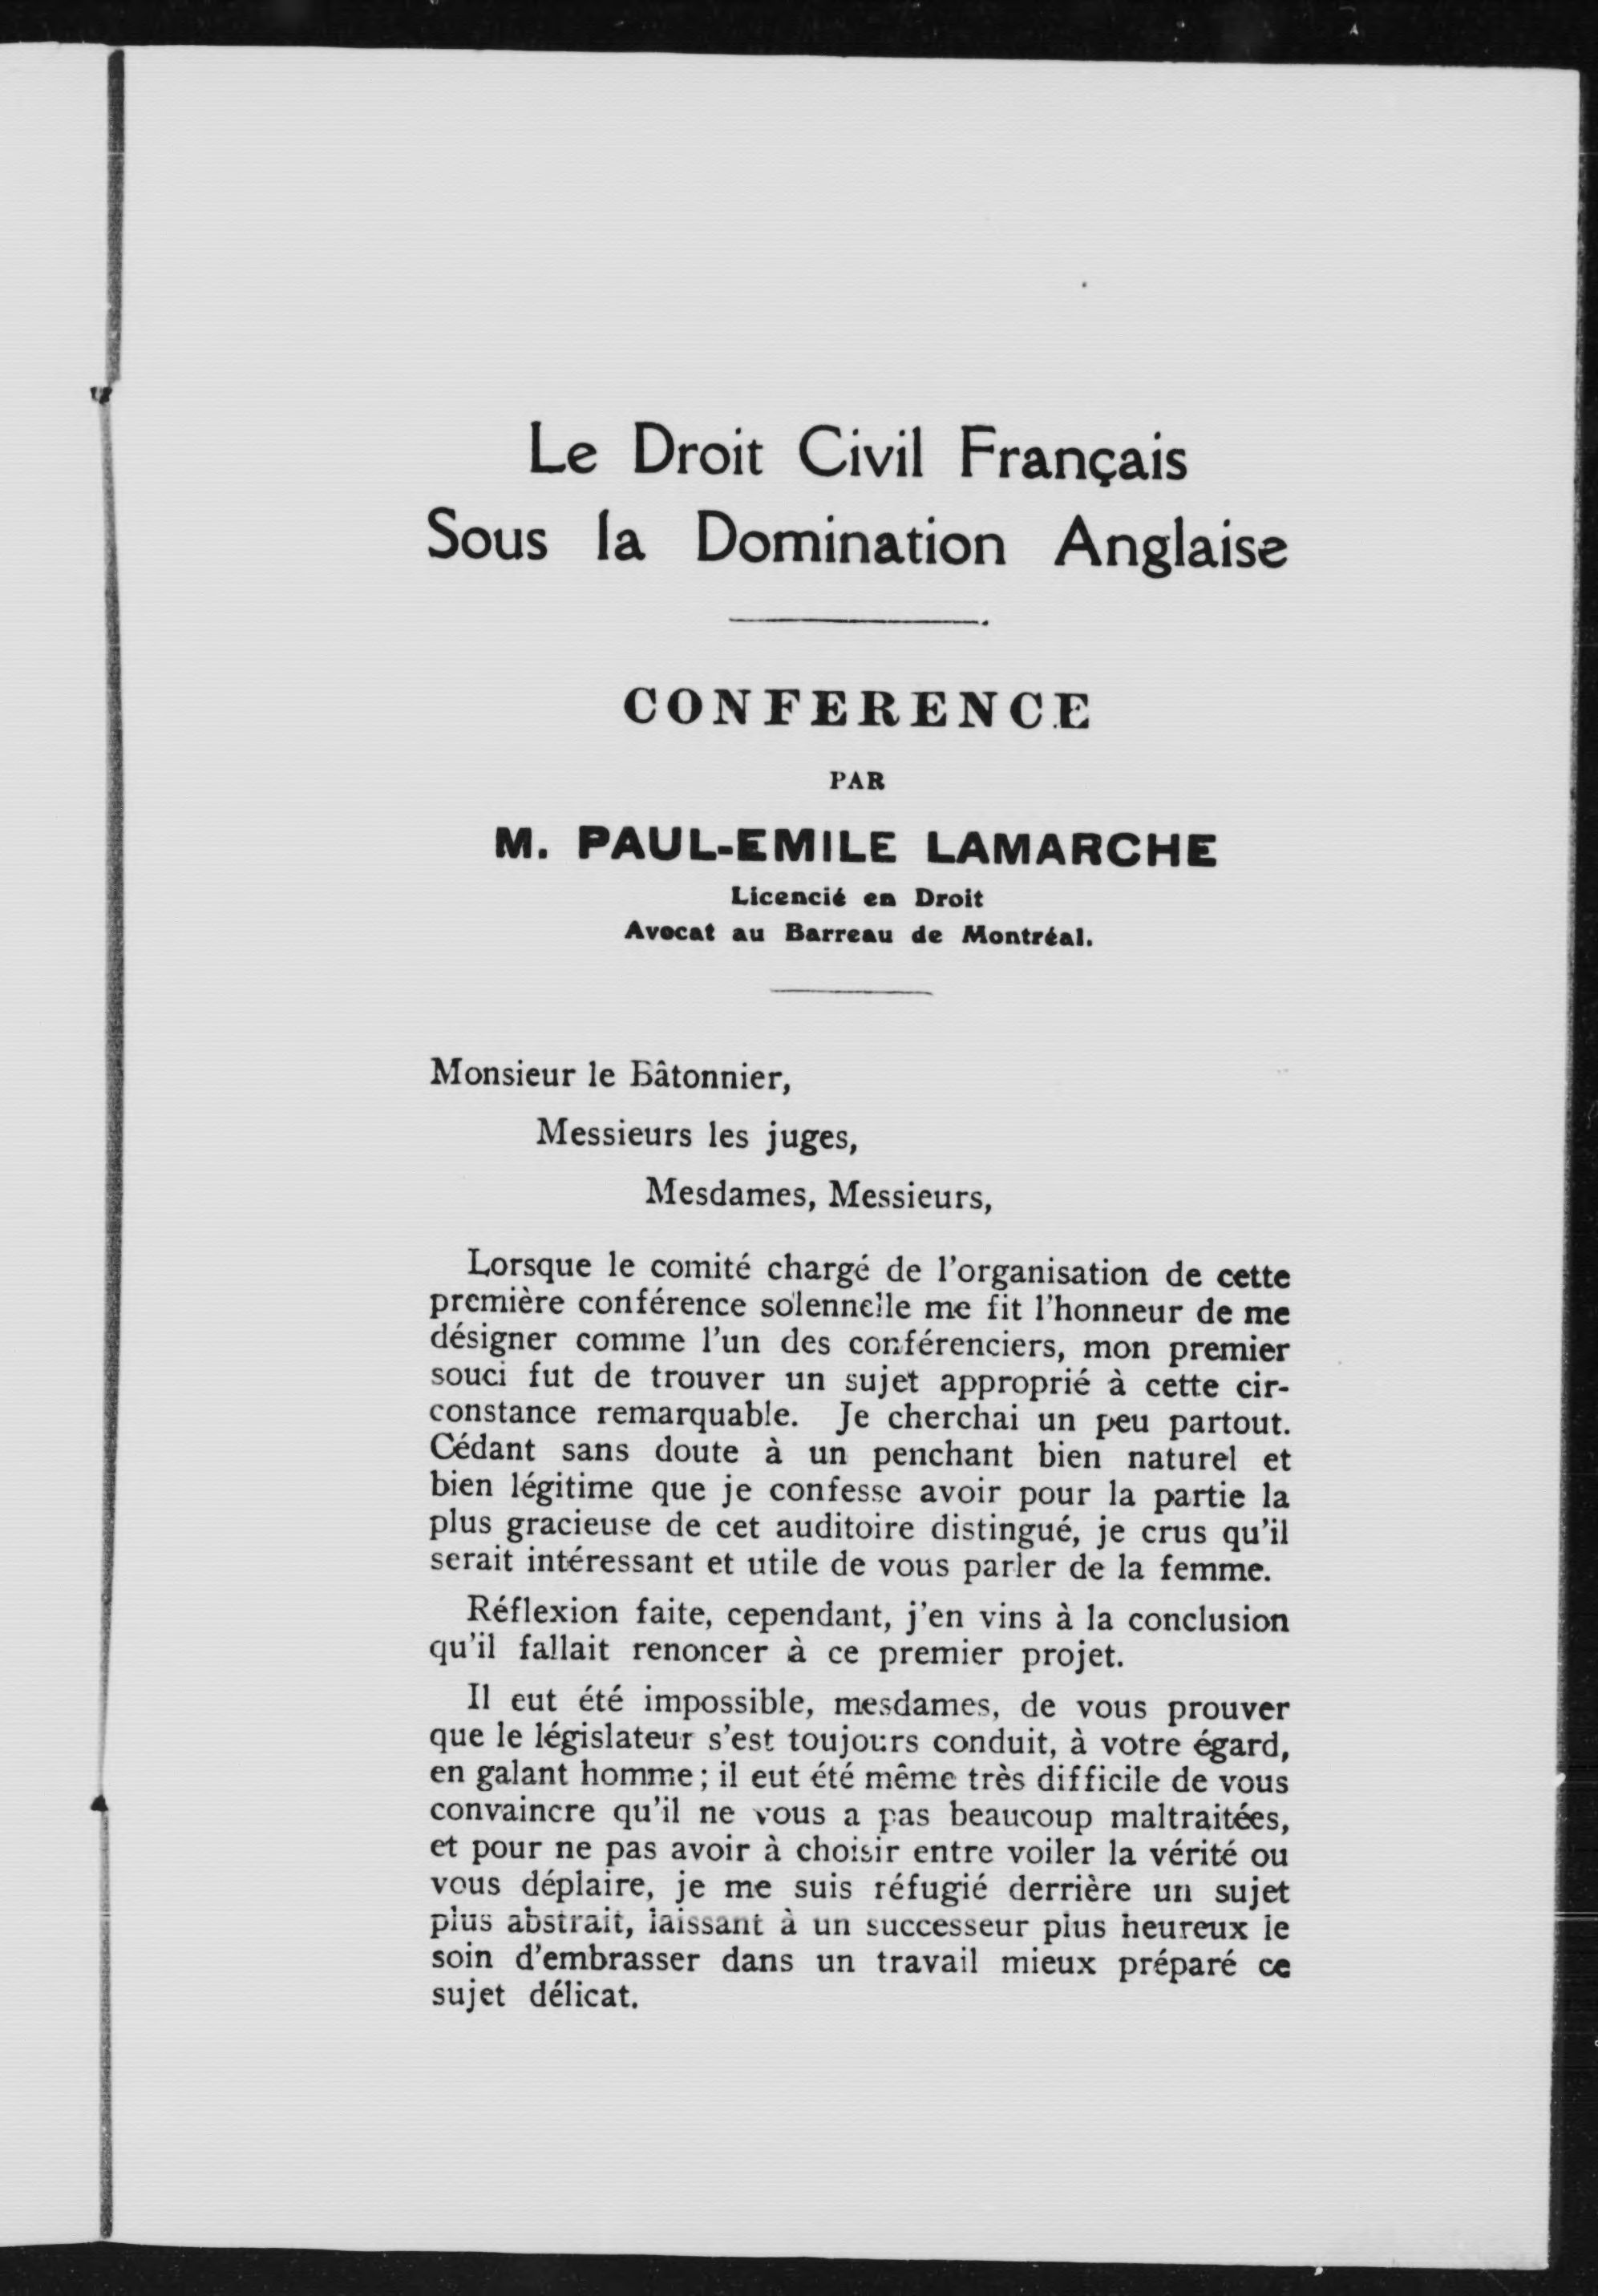 Le Droit Civil Français
Sous la Domination Anglaise
CONFERENCE
PAR
M. PAUL-EMILE LAMARCHE
Licencié en Droit
Avocat au Barreau de Montréal.
Monsieur le Bâtonnier,
Messieurs les juges,
Mesdames, Messieurs,
Lorsque le comité chargé de l'organisation de cette
première conférence solennelle me fit l'honneur de me
désigner comme l'un des conférenciers, mon premier
souci fut de trouver un sujet approprié à cette cir-
constance remarquable. Je cherchai un peu partout.
Cédant sans doute à un penchant bien naturel et
bien légitime que je confesse avoir pour la partie la
plus gracieuse de cet auditoire distingué, je crus qu'il
serait intéressant et utile de vous parler de la femme.
Réflexion faite, cependant, j'en vins à la conclusion
qu'il fallait renoncer à ce premier projet.
Il eut été impossible, mesdames, de vous prouver
que le législateur s'est toujours conduit, à votre égard,
en galant homme; il eut été même très difficile de vous
convaincre qu'il ne vous a pas beaucoup maltraitées,
et pour ne pas avoir à choisir entre voiler la vérité ou
vous déplaire, je me suis réfugié derrière un sujet
plus abstrait, laissant à un successeur plus heureux le
soin d'embrasser dans un travail mieux préparé ce
sujet délicat.